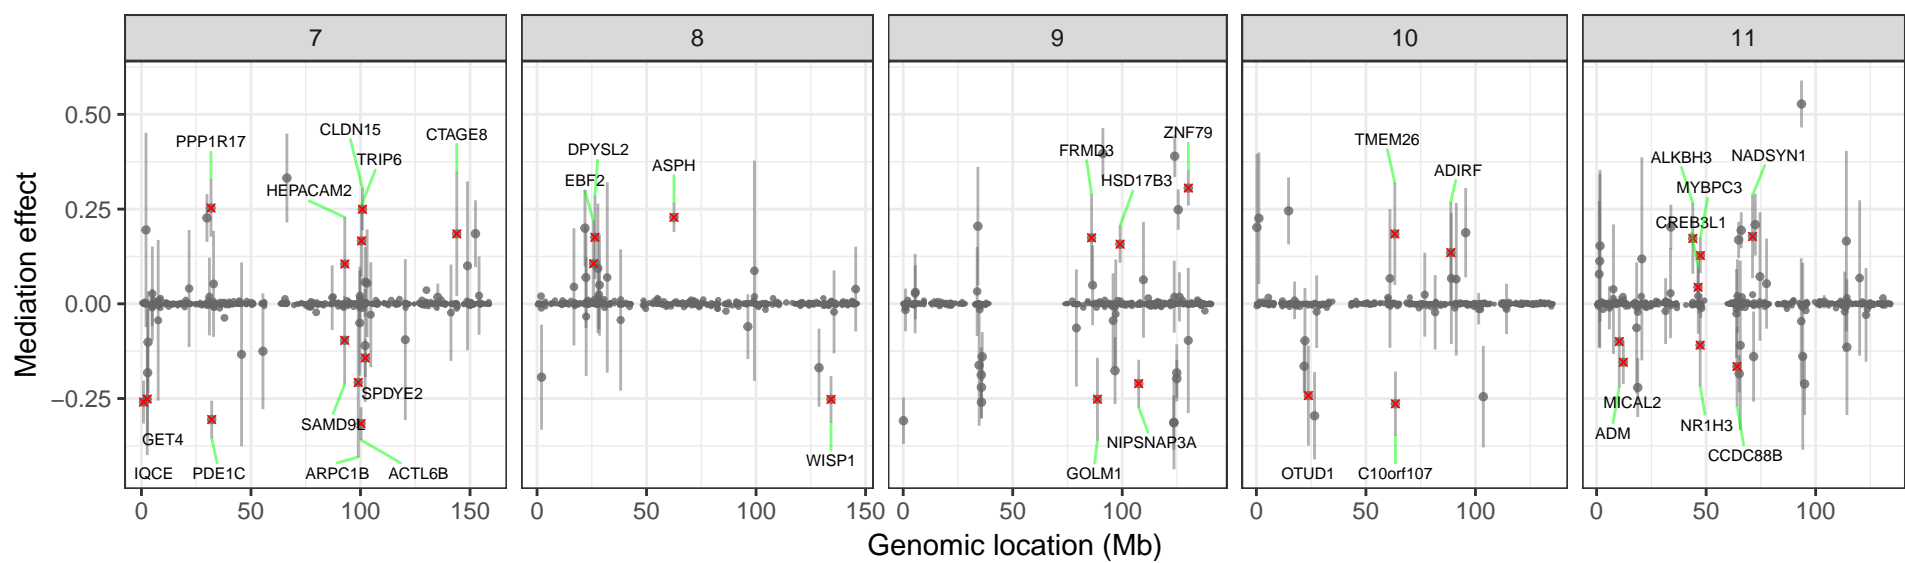 7 8 9 10 11
Mediation effect
0.50
0.25
0.00
−0.25
PPP1R17
CLDN15
TRIP6
CTAGE8
HEPACAM2
SPDYE2
SAMD9L
GET4
IQCE
PDE1C
ARPC1B
ACTL6B
DPYSL2
EBF2
ASPH
WISP1
FRMD3
ZNF79
HSD17B3
NIPSNAP3A
GOLM1
TMEM26
ADIRF
OTUD1
C10orf107
ALKBH3
NADSYN1
MYBPC3
CREB3L1
MICAL2
ADM
NR1H3
CCDC88B
0 50 100 150 0 50 100 150 0 50 100 0 50 100 0 50 100
Genomic location (Mb)